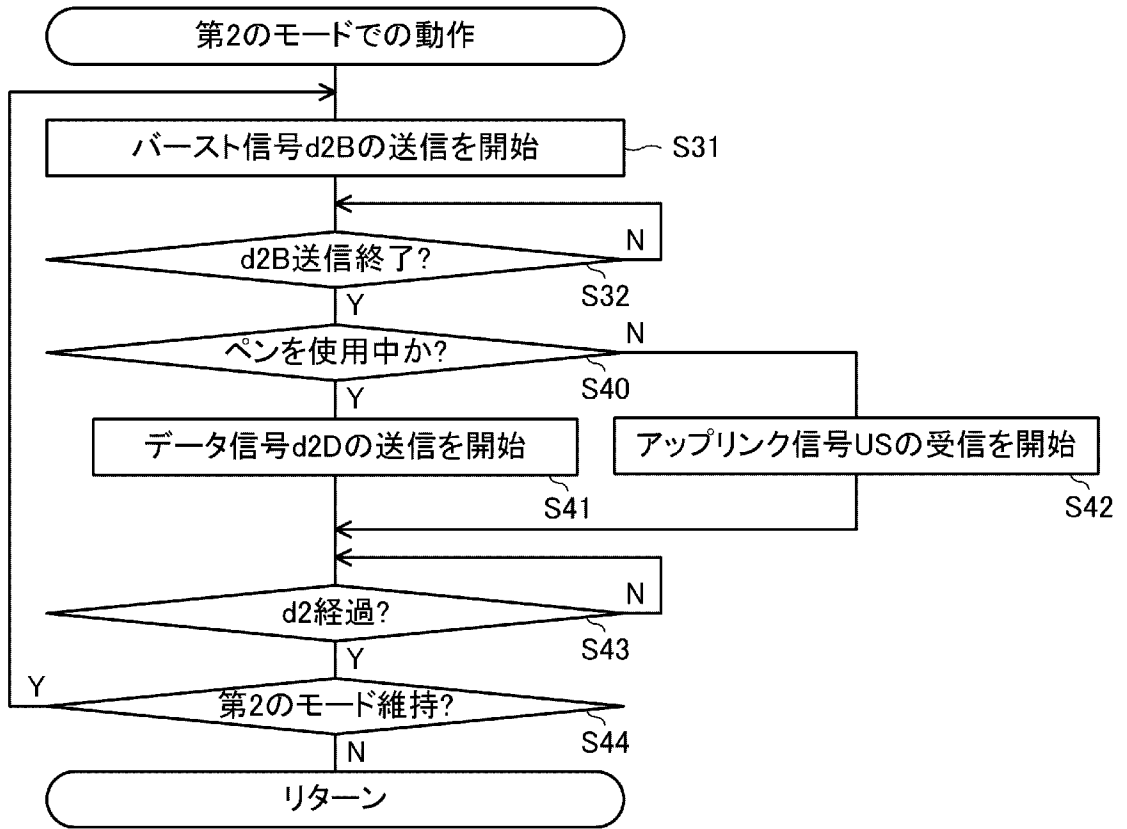 第2のモードでの動作
バースト信号d2Bの送信を開始
S31
N
d2B送信終了?
S32
Y
N
ペンを使用中か?
S40
Y
データ信号d2Dの送信を開始
S41
アップリンク信号USの受信を開始
S42
N
d2経過?
S43
Y
Y
第2のモード維持?
S44
N
リターン